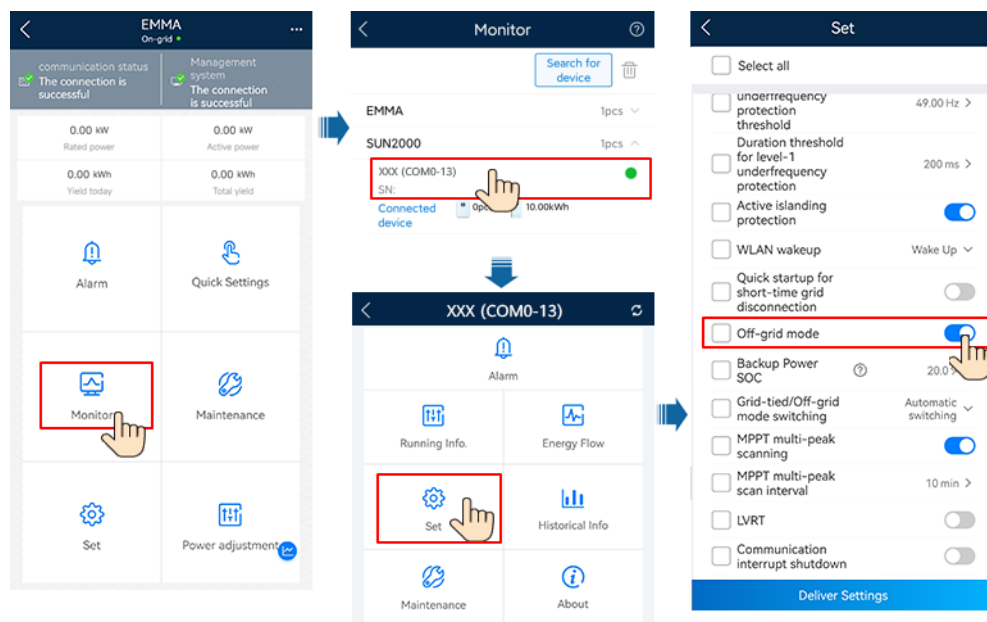 EMMA
On-grid
...
communication status
The connection is
successful
Management
system
The connection
is successful
0.00 kW
Rated power
0.00 kW
Active power
0.00 kWh
Yield today
0.00 kWh
Total yield
Alarm
Quick Settings
Monitor
Maintenance
Set
Power adjustment
Monitor
Search for
device
EMMA
1pcs
SUN2000
1pcs
XXX (COM0-13)
SN:
Connected
device
0pc
10.00kWh
XXX (COM0-13)
Alarm
Running Info.
Energy Flow
Set
Historical Info
Maintenance
About
Set
Select all
underfrequency
protection
threshold
49.00 Hz
Duration threshold
for level-1
underfrequency
protection
200 ms
Active islanding
protection
WLAN wakeup
Wake Up
Quick startup for
short-time grid
disconnection
Off-grid mode
Backup Power
SOC
20.0
Grid-tied/Off-grid
mode switching
Automatic
switching
MPPT multi-peak
scanning
MPPT multi-peak
scan interval
10 min
LVRT
Communication
interrupt shutdown
Deliver Settings